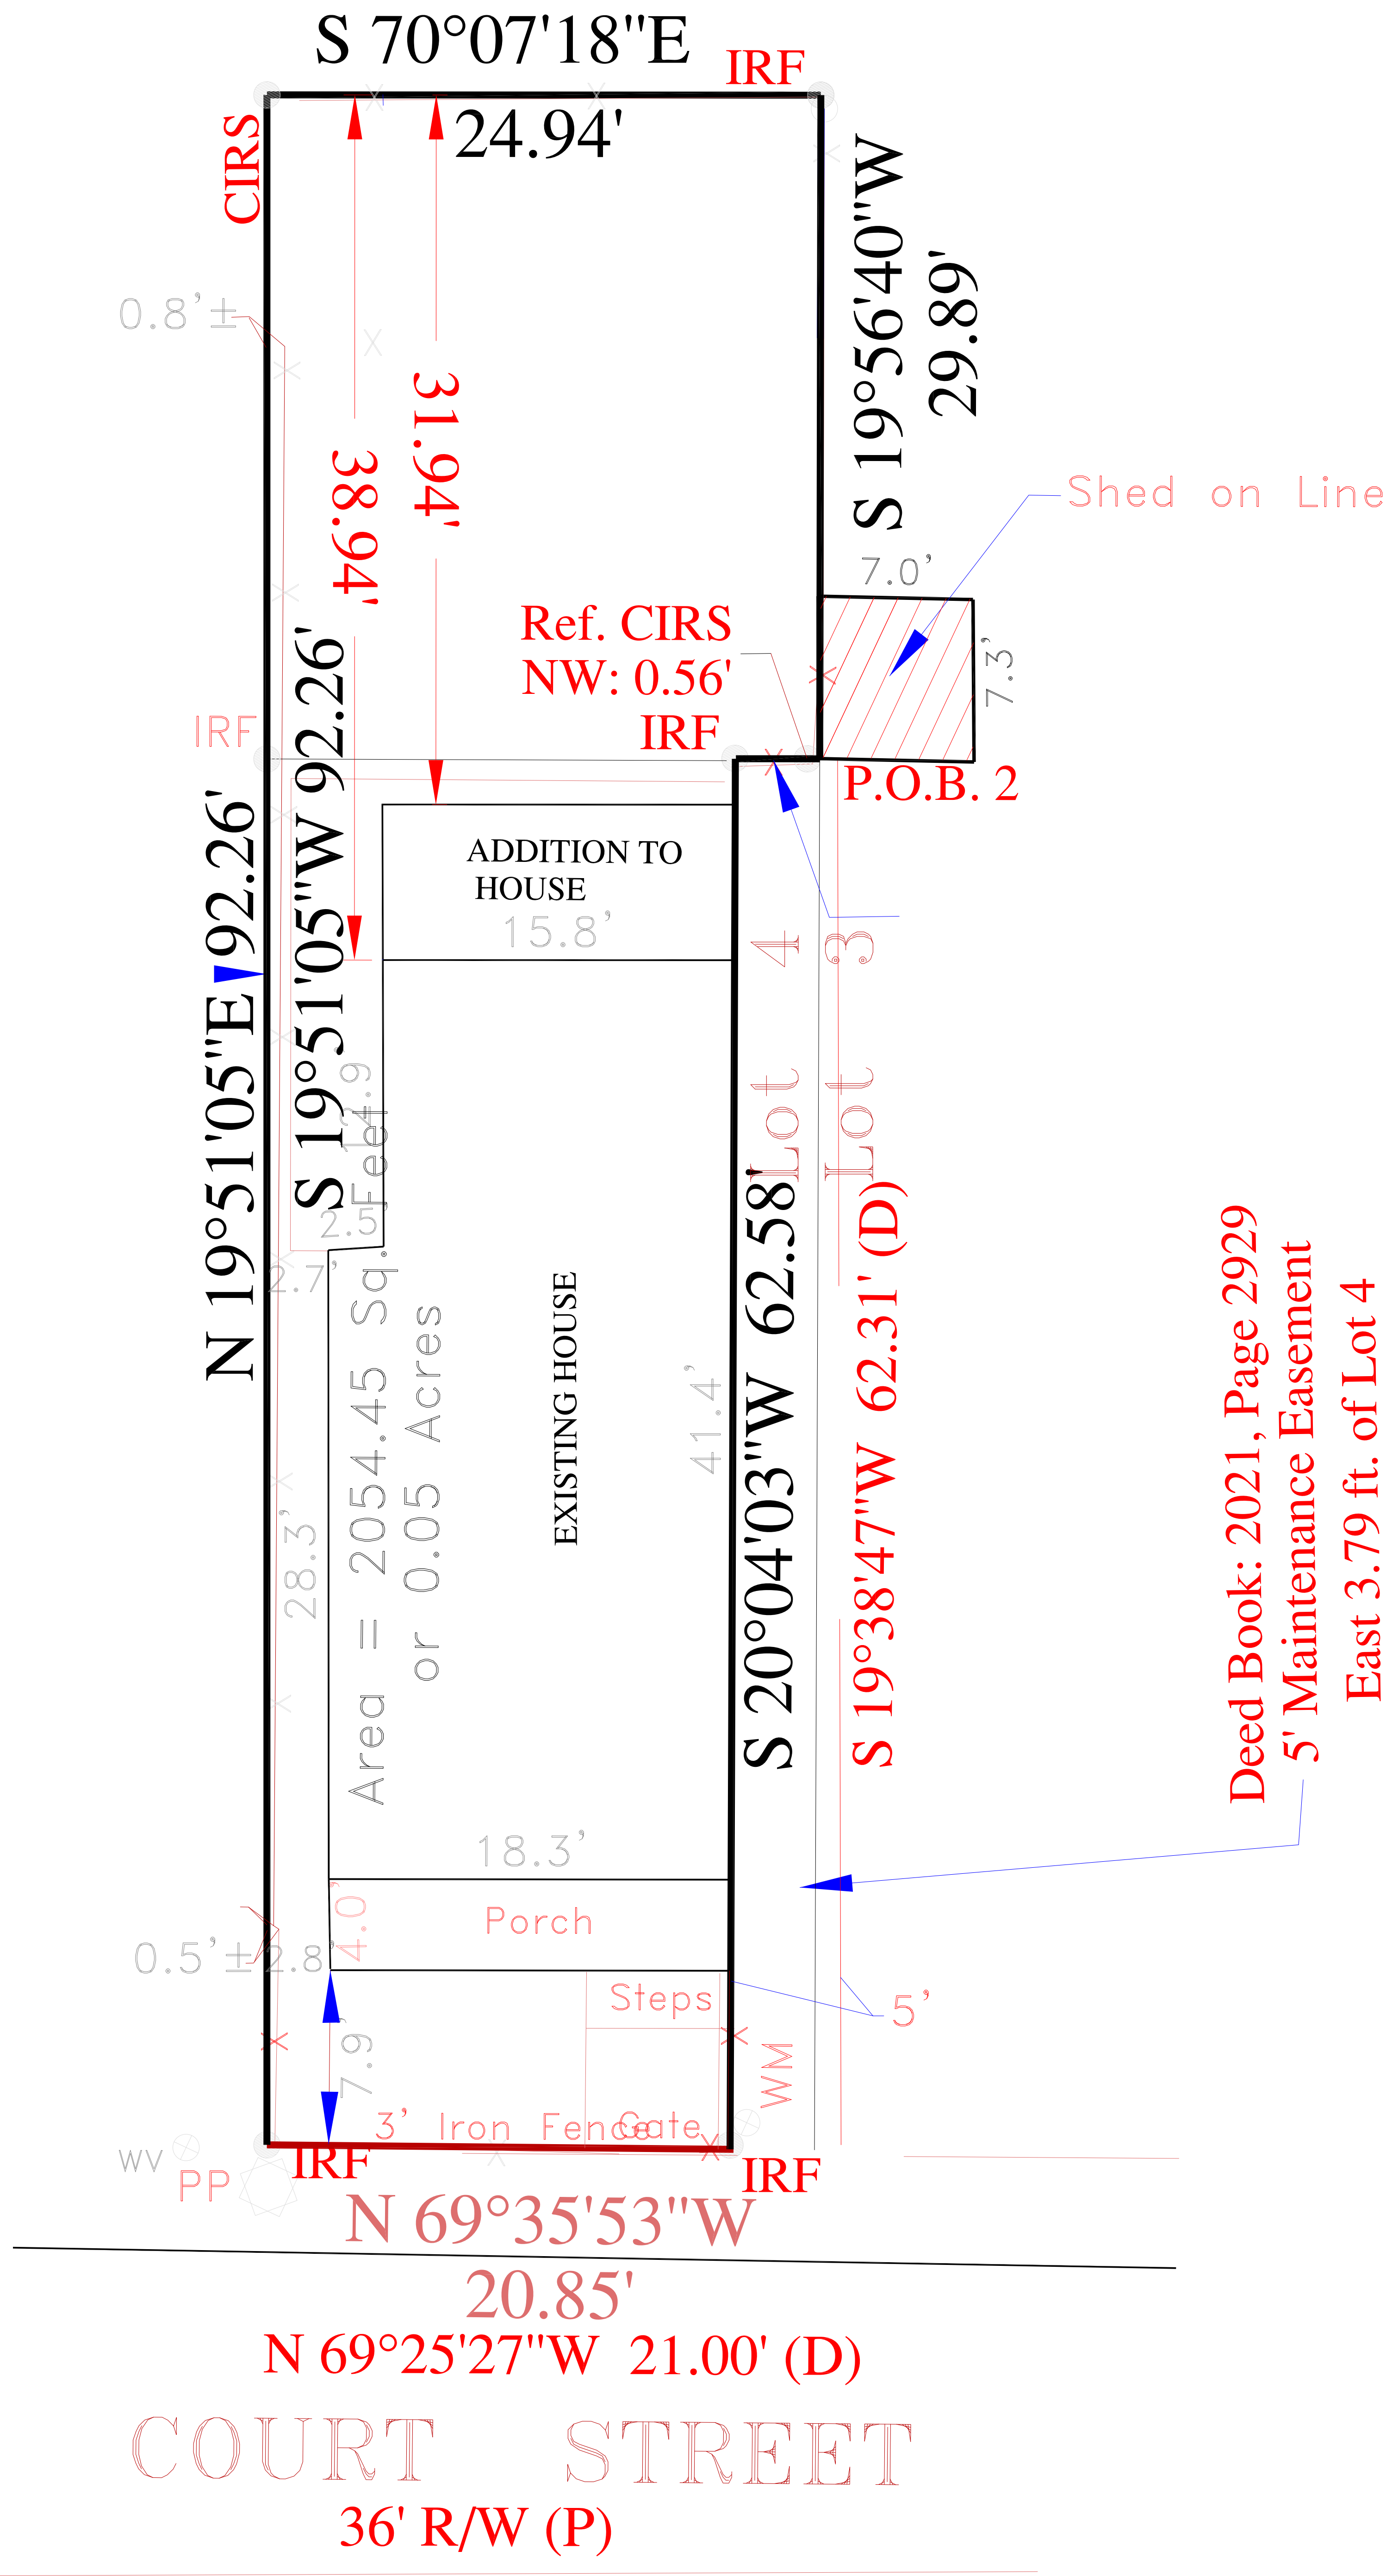 S 70°07'18"E
IRF
24.94'
CIRS
S 19°56'40"W
29.89'
0.8'±
31.94'
38.94'
Shed on Line
7.0'
7.3'
Ref. CIRS
NW: 0.56'
IRF
IRF
P.O.B. 2
N 19°51'05"E 92.26'
S 19°51'05"W 92.26'
ADDITION TO
HOUSE
15.8'
Lot 4
Lot 3
2.5'
2.7'
Area = 2054.45 Sq. Feet
or 0.05 Acres
EXISTING HOUSE
41.4'
28.3'
S 20°04'03"W 62.58'
S 19°38'47"W 62.31' (D)
Deed Book: 2021, Page 2929
5' Maintenance Easement
East 3.79 ft. of Lot 4
18.3'
4.0'
Porch
0.5'±
2.8'
Steps
5'
7.9'
WM
3' Iron Fence
Gate
WV
PP
IRF
IRF
N 69°35'53"W
20.85'
N 69°25'27"W 21.00' (D)
COURT STREET
36' R/W (P)